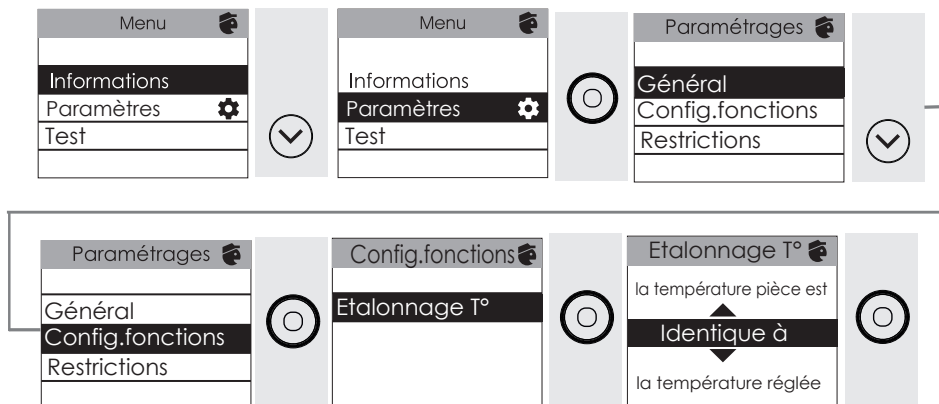 Menu
Informations
Paramètres
Test
Menu
Informations
Paramètres
Test
Paramétrages
Général
Config.fonctions
Restrictions
Paramétrages
Général
Config.fonctions
Restrictions
Config.fonctions
Etalonnage T°
Etalonnage T°
la température pièce est
Identique à
la température réglée